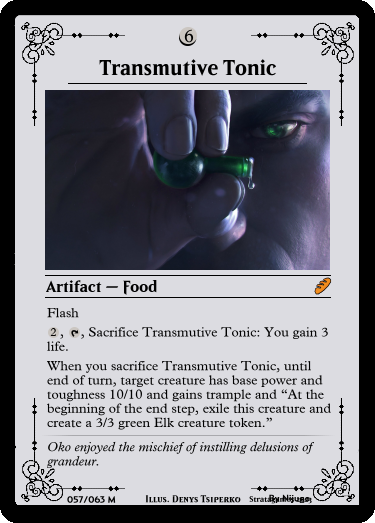 6
Transmutive Tonic
Artifact — Food
Flash
2, , Sacrifice Transmutive Tonic: You gain 3
life.
When you sacrifice Transmutive Tonic, until
end of turn, target creature has base power and
toughness 10/10 and gains trample and “At the
beginning of the end step, exile this creature and
create a 3/3 green Elk creature token.”
Oko enjoyed the mischief of instilling delusions of
grandeur.
057/063 M Illus. Denys Tsiperko